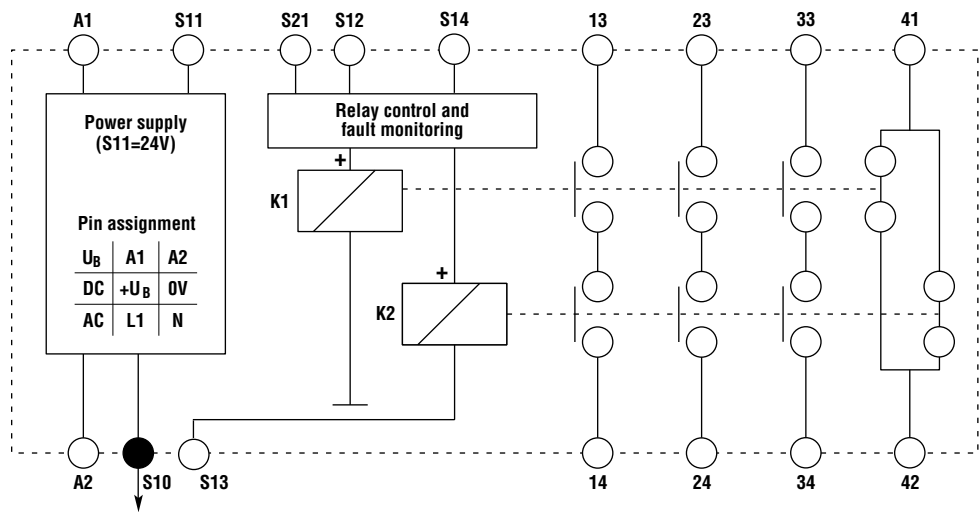 A1 S11 S21 S12 S14 13 23 33 41
Power supply
(S11=24V)
Relay control and
fault monitoring
+
K1
Pin assignment
UB A1 A2
DC +UB 0V
AC L1 N
+
K2
A2 S10 S13 14 24 34 42